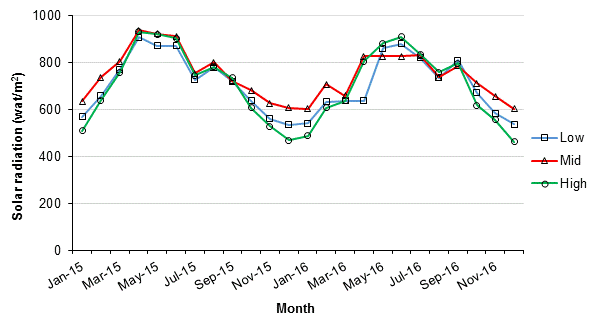 1000
800
600
400
200
0
Solar radiation (wat/m²)
Jan-15
Mar-15
May-15
Jul-15
Sep-15
Nov-15
Jan-16
Mar-16
May-16
Jul-16
Sep-16
Nov-16
Month
Low
Mid
High